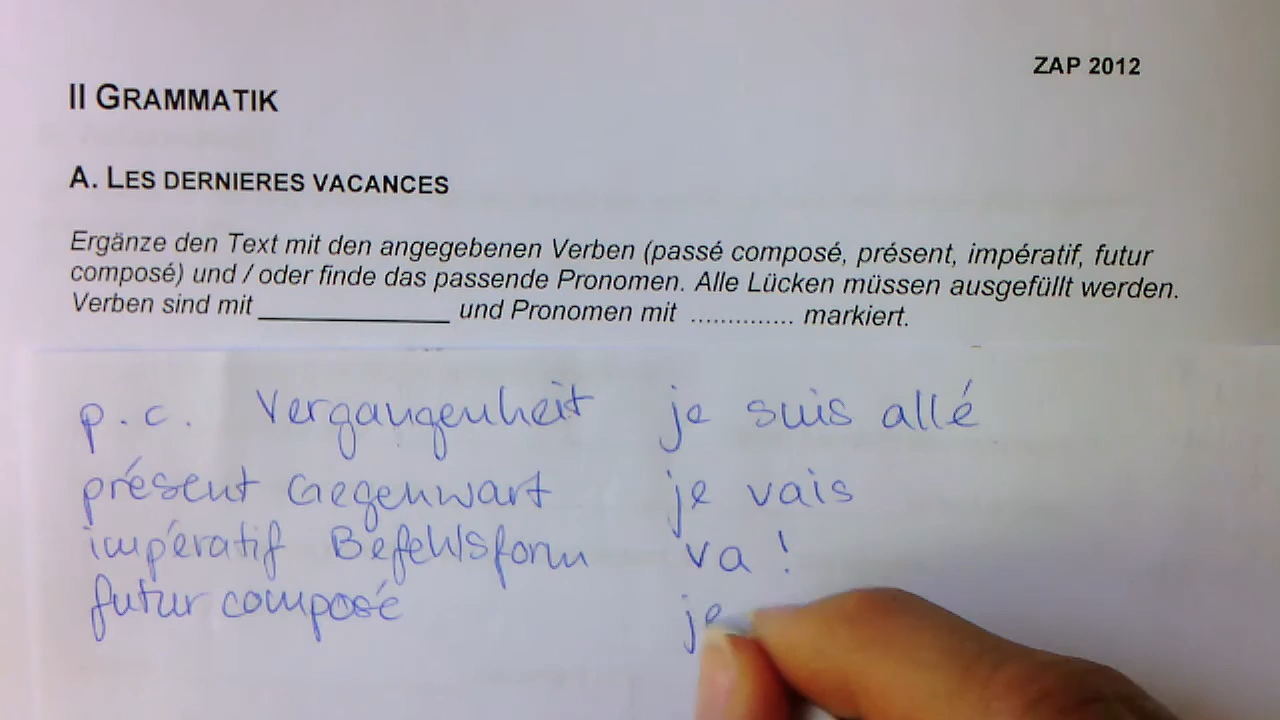 ZAP 2012
II GRAMMATIK
A. LES DERNIERES VACANCES
Ergänze den Text mit den angegebenen Verben (passé composé, présent, impératif, futur
composé) und / oder finde das passende Pronomen. Alle Lücken müssen ausgefüllt werden.
Verben sind mit ______________ und Pronomen mit .............. markiert.
p.c. Vergangenheit je suis allé
présent Gegenwart je vais
impératif Befehlsform va !
futur composé je